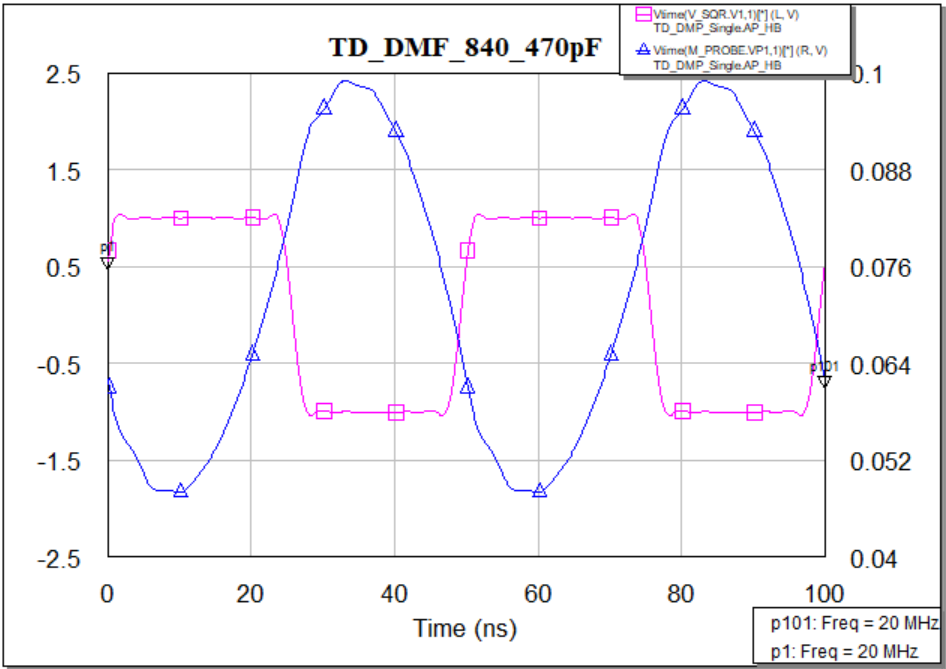 Vtime(V_SQR.V1,1)[*] (L, V)
TD_DMP_Single.AP_HB
Vtime(M_PROBE.VP1,1)[*] (R, V)
TD_DMP_Single.AP_HB
TD_DMF_840_470pF
2.5
1.5
0.5
-0.5
-1.5
-2.5
0.1
0.088
0.076
0.064
0.052
0.04
p1
p101
0
20
40
60
80
100
Time (ns)
p101: Freq = 20 MHz
p1: Freq = 20 MHz